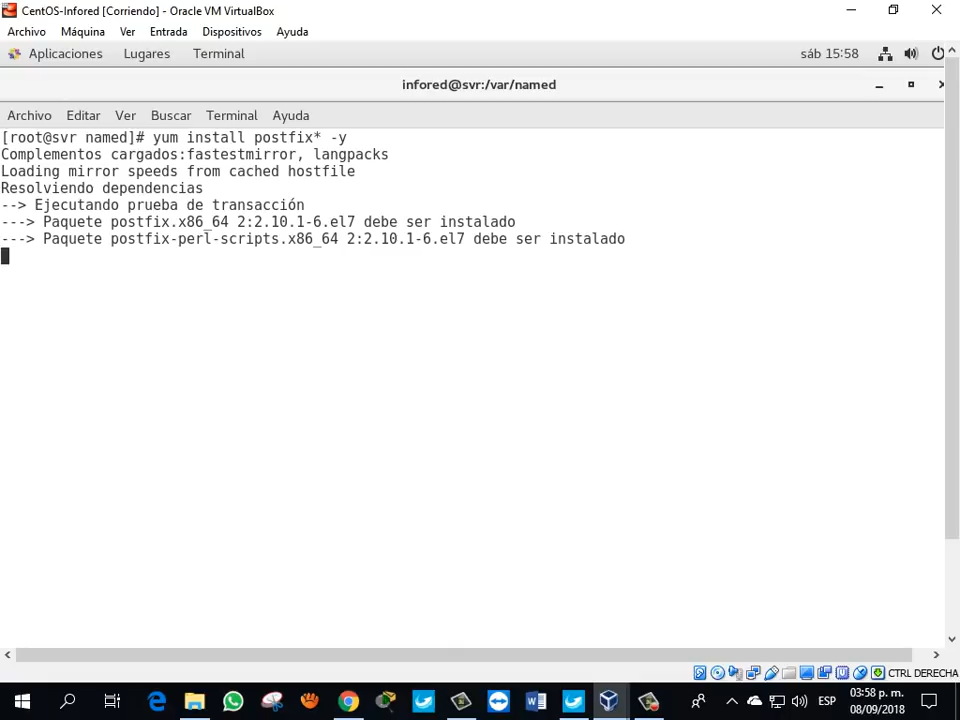 CentOS-Infored [Corriendo] - Oracle VM VirtualBox
Archivo Máquina Ver Entrada Dispositivos Ayuda
Aplicaciones Lugares Terminal sáb 15:58
infored@svr:/var/named
Archivo Editar Ver Buscar Terminal Ayuda
[root@svr named]# yum install postfix* -y
Complementos cargados:fastestmirror, langpacks
Loading mirror speeds from cached hostfile
Resolviendo dependencias
--> Ejecutando prueba de transacción
---> Paquete postfix.x86_64 2:2.10.1-6.el7 debe ser instalado
---> Paquete postfix-perl-scripts.x86_64 2:2.10.1-6.el7 debe ser instalado
CTRL DERECHA
ESP
03:58 p. m.
08/09/2018